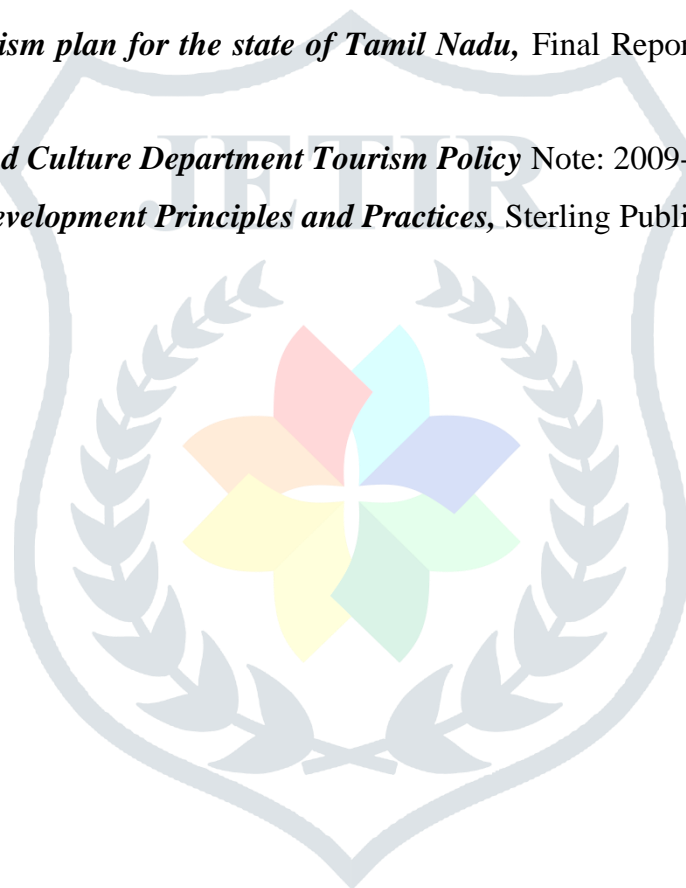 ism plan for the state of Tamil Nadu, Final Repor
d Culture Department Tourism Policy Note: 2009-
evelopment Principles and Practices, Sterling Publi
JETIR